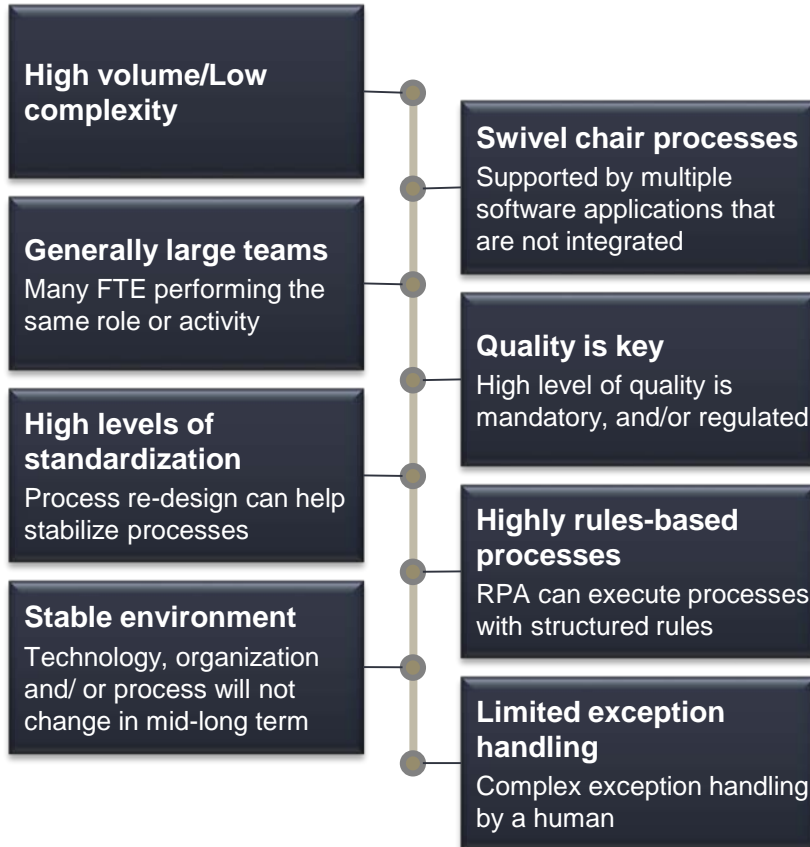 High volume/Low
complexity
Swivel chair processes
Supported by multiple
software applications that
are not integrated
Generally large teams
Many FTE performing the
same role or activity
Quality is key
High level of quality is
mandatory, and/or regulated
High levels of
standardization
Process re-design can help
stabilize processes
Highly rules-based
processes
RPA can execute processes
with structured rules
Stable environment
Technology, organization
and/ or process will not
change in mid-long term
Limited exception
handling
Complex exception handling
by a human